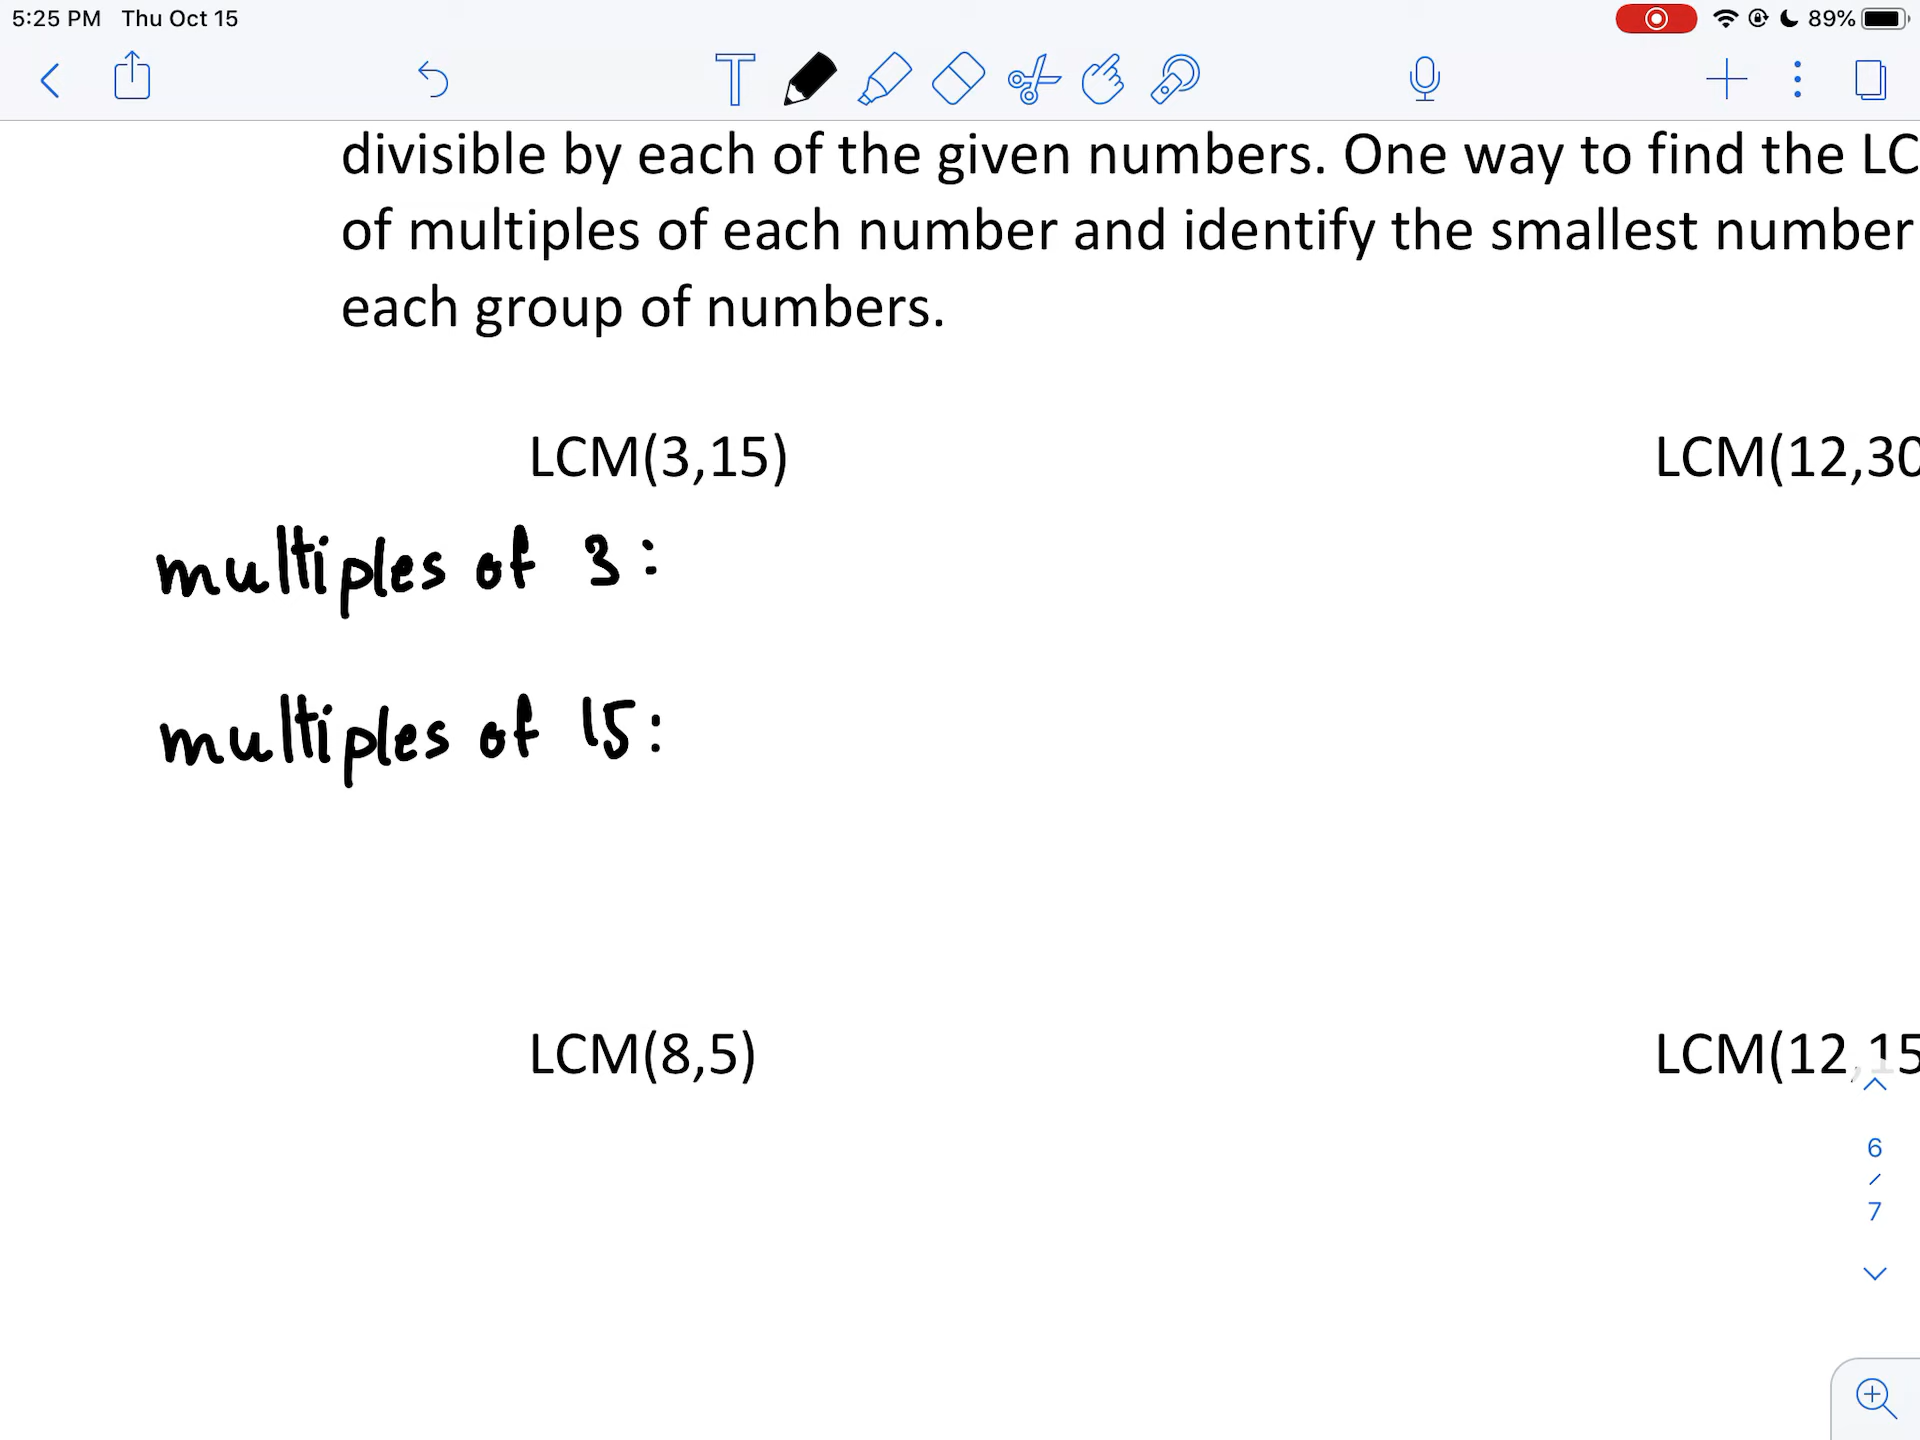 5:25 PM Thu Oct 15 89%
T
divisible by each of the given numbers. One way to find the LC
of multiples of each number and identify the smallest number
each group of numbers.
LCM(3,15) LCM(12,30
multiples of 3:
multiples of 15:
LCM(8,5) LCM(12,15
6
/
7